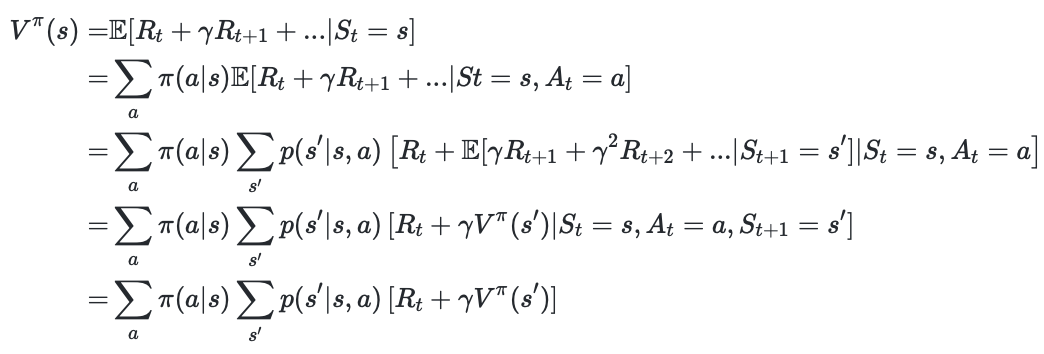 V^π(s) =𝔼[R_t + γR_{t+1} + ...|S_t = s]
= ∑_a π(a|s)𝔼[R_t + γR_{t+1} + ...|St = s, A_t = a]
= ∑_a π(a|s) ∑_{s'} p(s'|s, a) [R_t + 𝔼[γR_{t+1} + γ^2 R_{t+2} + ...|S_{t+1} = s']|S_t = s, A_t = a]
= ∑_a π(a|s) ∑_{s'} p(s'|s, a) [R_t + γV^π(s')|S_t = s, A_t = a, S_{t+1} = s']
= ∑_a π(a|s) ∑_{s'} p(s'|s, a) [R_t + γV^π(s')]